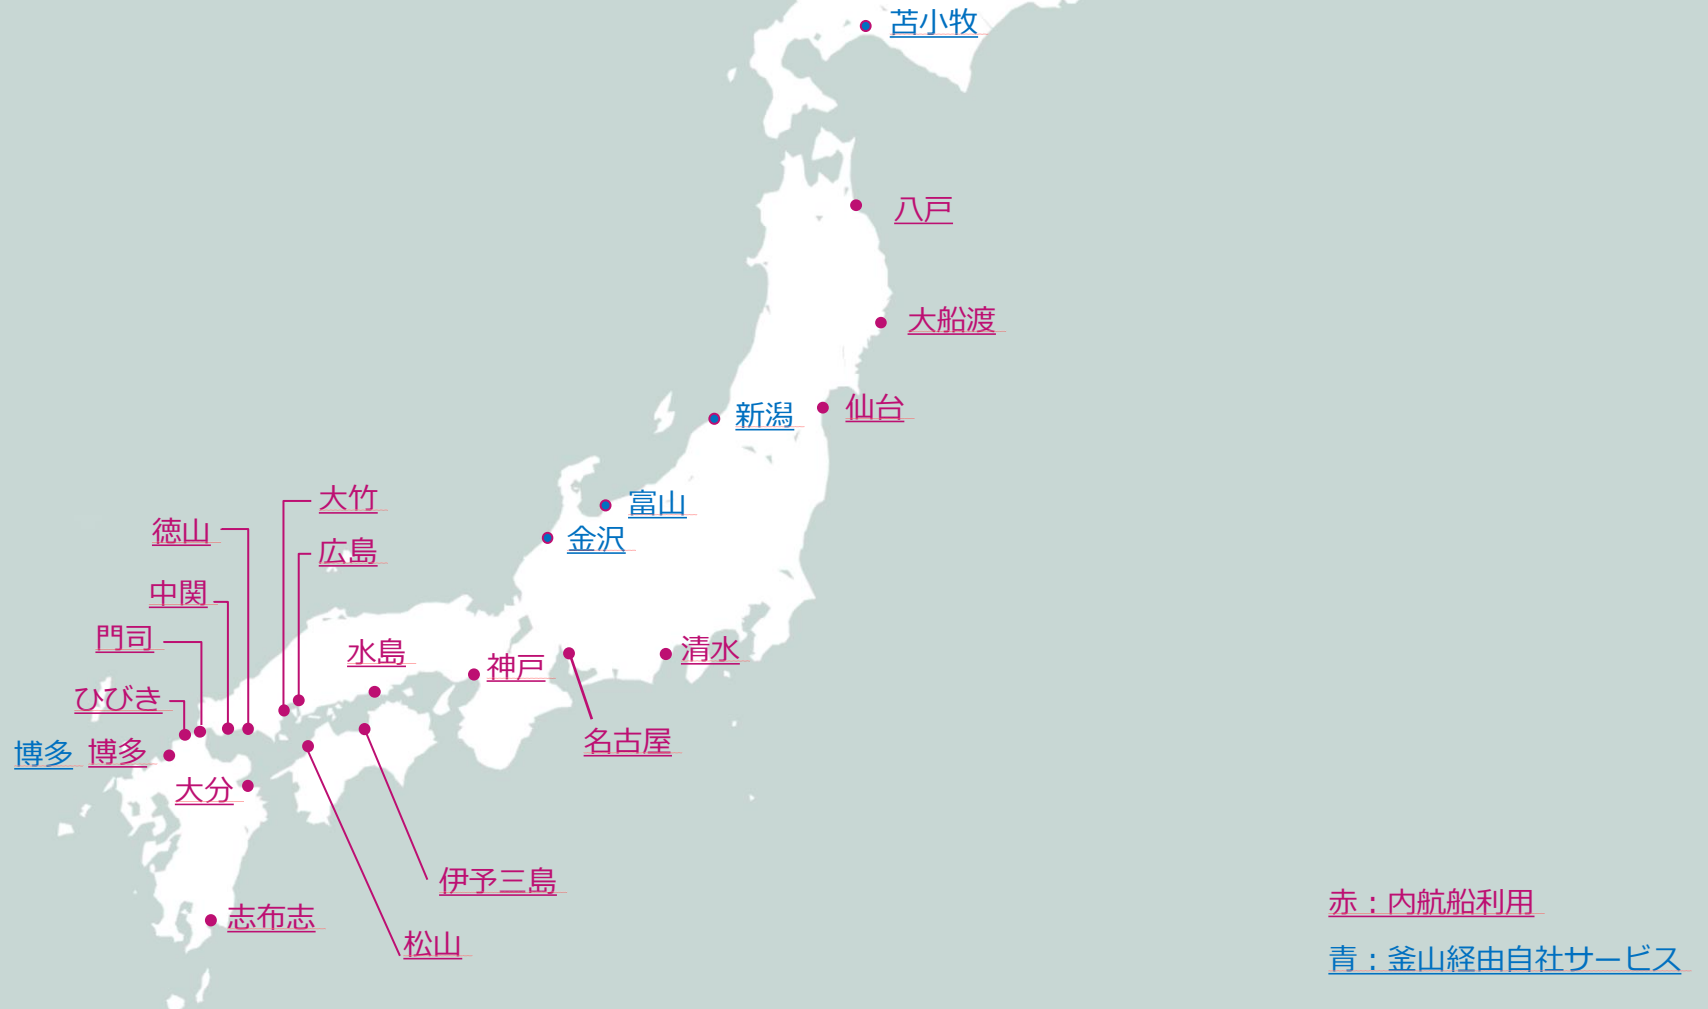 苫小牧
八戸
大船渡
仙台
新潟
富山
金沢
大竹
徳山
広島
中関
門司
水島
神戸
清水
ひびき
名古屋
博多 博多
大分
伊予三島
志布志
松山
赤：内航船利用
青：釜山経由自社サービス